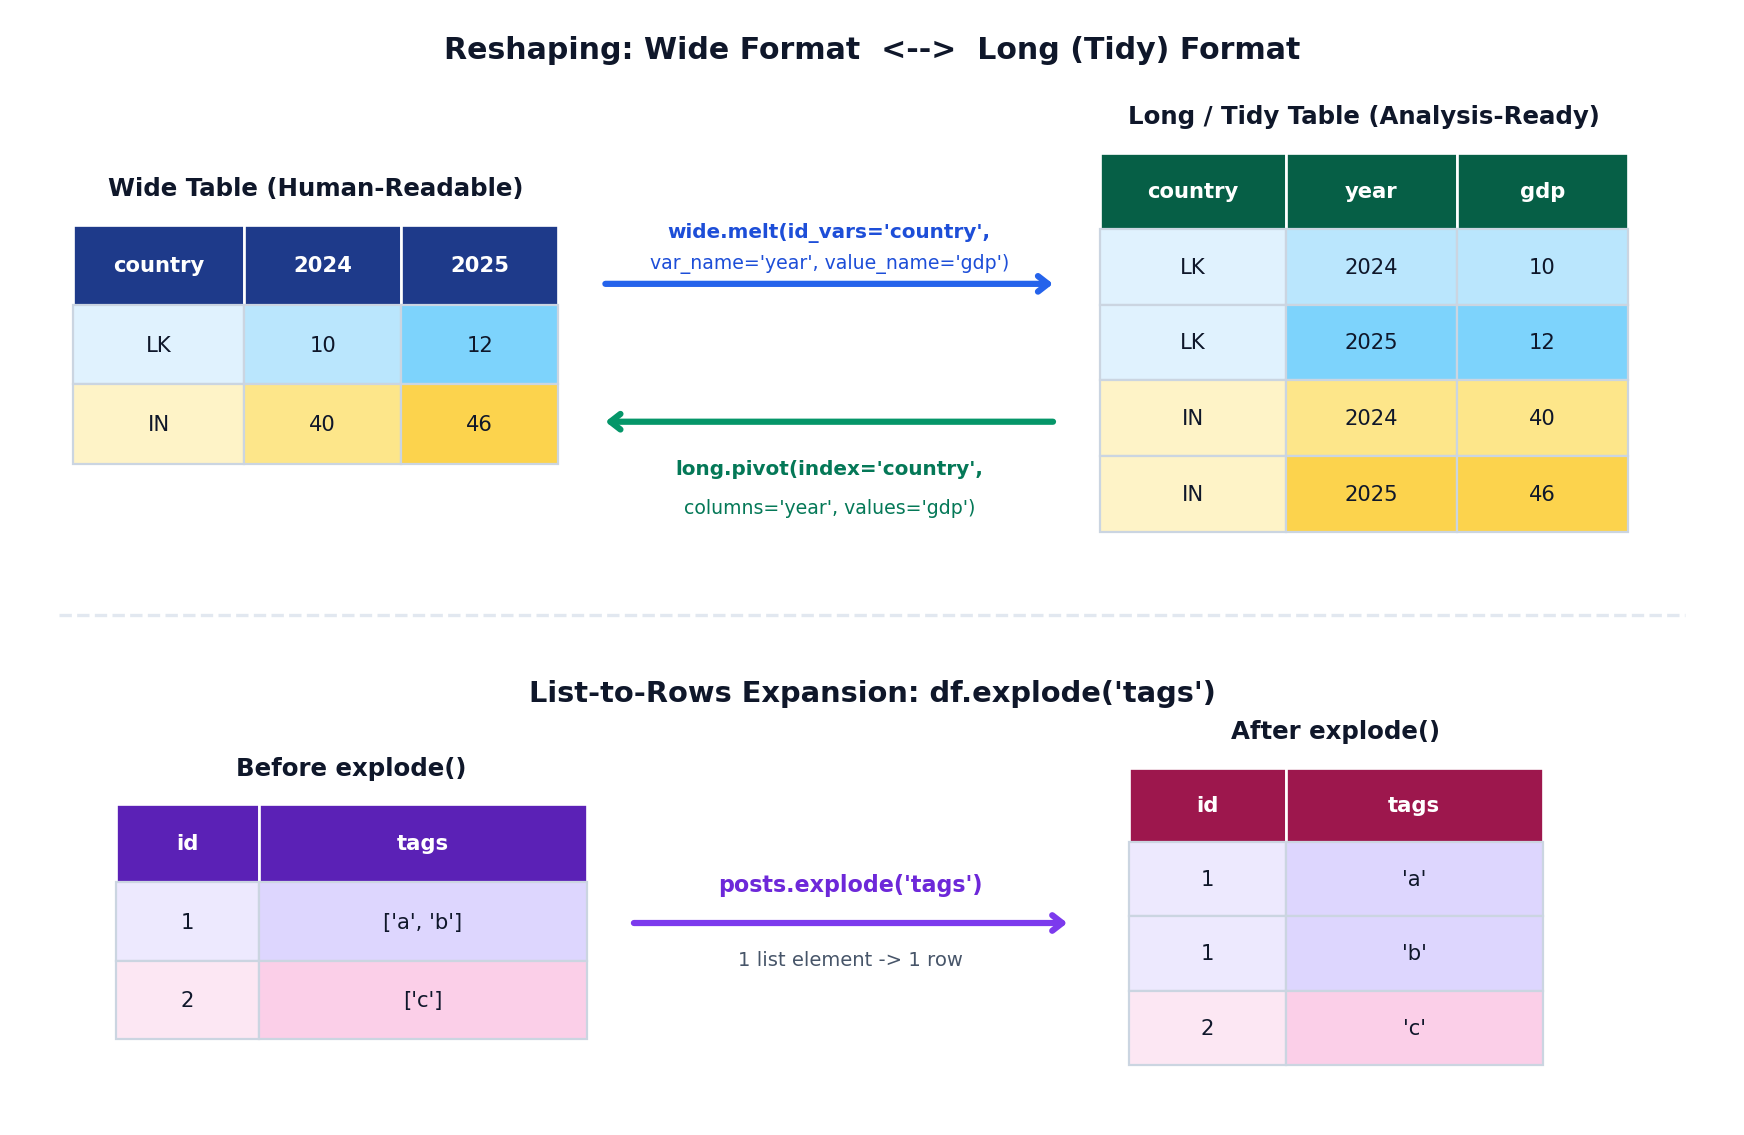 Reshaping: Wide Format <--> Long (Tidy) Format
Wide Table (Human-Readable)
country 2024 2025
LK 10 12
IN 40 46
wide.melt(id_vars='country',
var_name='year', value_name='gdp')
long.pivot(index='country',
columns='year', values='gdp')
Long / Tidy Table (Analysis-Ready)
country year gdp
LK 2024 10
LK 2025 12
IN 2024 40
IN 2025 46
List-to-Rows Expansion: df.explode('tags')
Before explode()
id tags
1 ['a', 'b']
2 ['c']
posts.explode('tags')
1 list element -> 1 row
After explode()
id tags
1 'a'
1 'b'
2 'c'